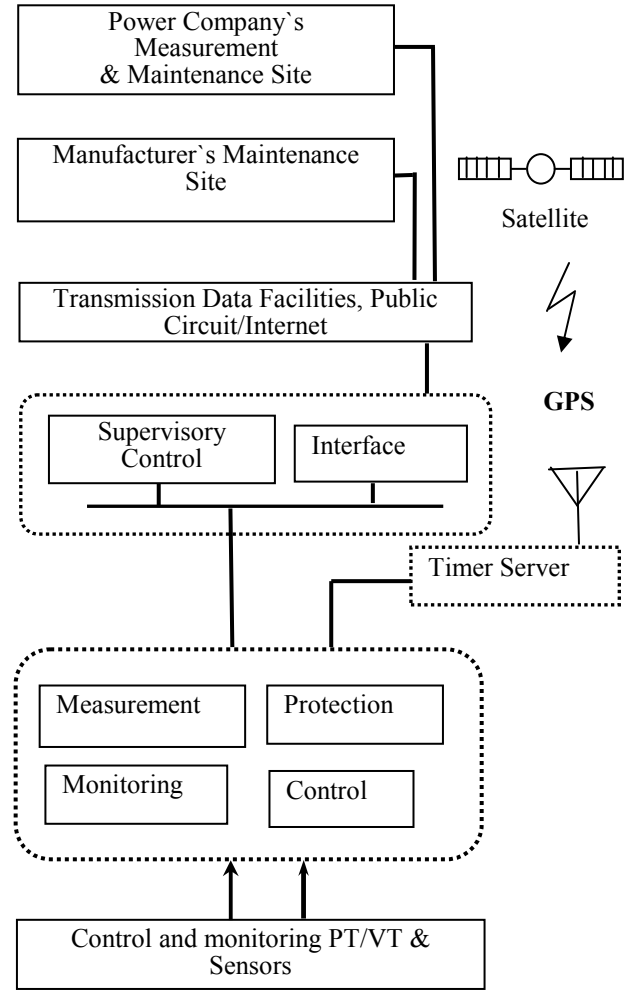 Power Company`s
Measurement
& Maintenance Site
Manufacturer`s Maintenance
Site
Satellite
Transmission Data Facilities, Public
Circuit/Internet
GPS
Supervisory
Control
Interface
Timer Server
Measurement
Protection
Monitoring
Control
Control and monitoring PT/VT &
Sensors